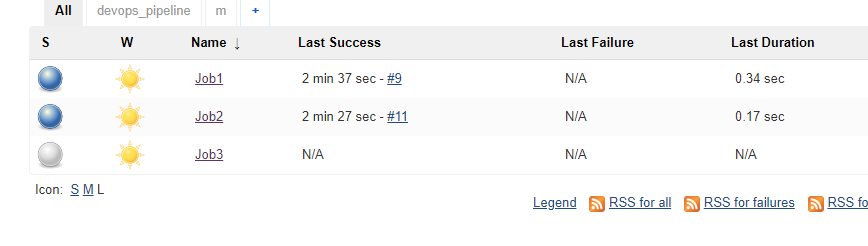 All devops_pipeline m +
S W Name ↓ Last Success Last Failure Last Duration
Job1 2 min 37 sec - #9 N/A 0.34 sec
Job2 2 min 27 sec - #11 N/A 0.17 sec
Job3 N/A N/A N/A
Icon: S M L
Legend RSS for all RSS for failures RSS fo